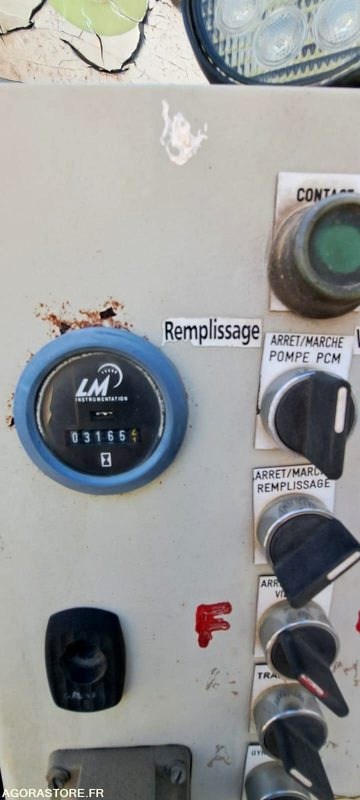 CONTACT
Remplissage
ARRET/MARCHE
POMPE PCM
LM
INSTRUMENTATION
03165
ARRET/MARCHE
REMPLISSAGE
F
AGORASTORE.FR